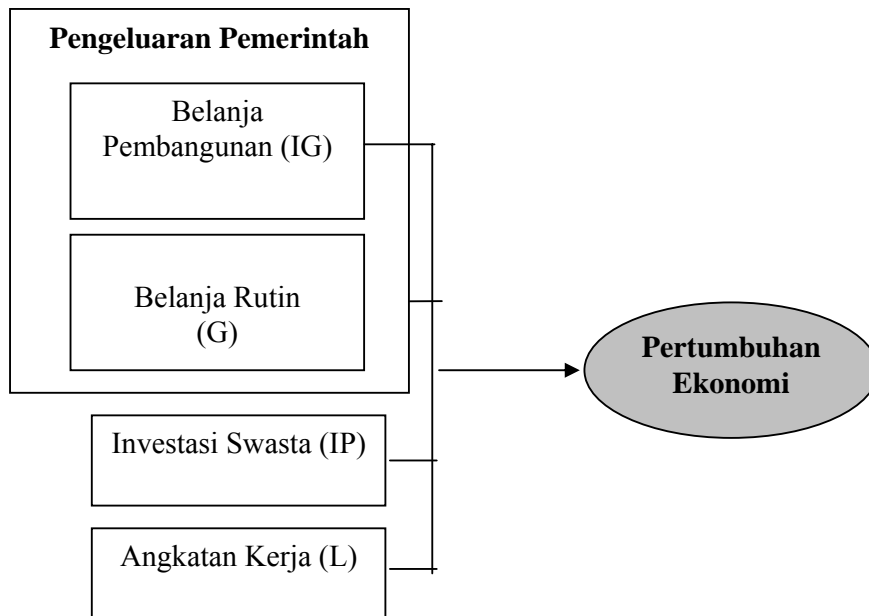 Pengeluaran Pemerintah
Belanja
Pembangunan (IG)
Belanja Rutin
(G)
Investasi Swasta (IP)
Angkatan Kerja (L)
Pertumbuhan
Ekonomi